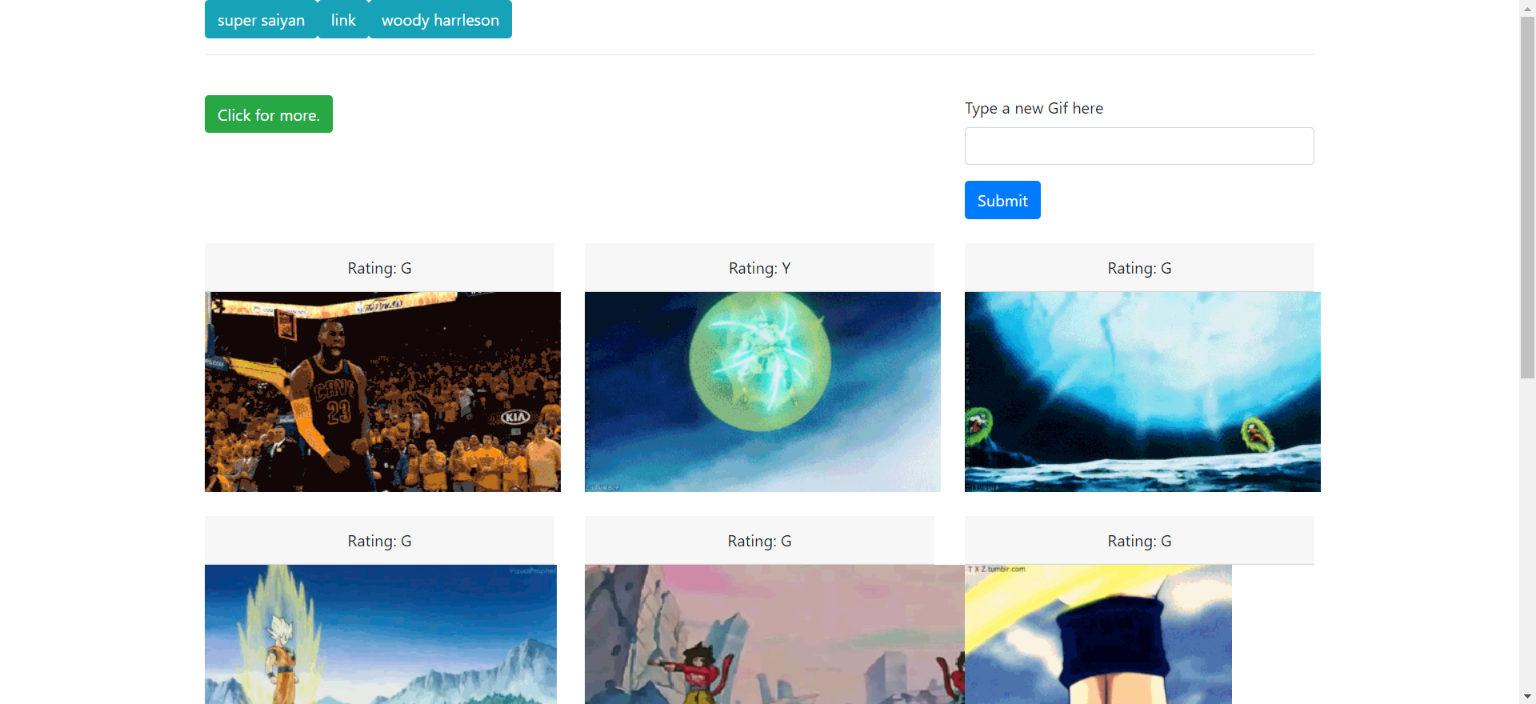 super saiyan
link
woody harrleson
Click for more.
Type a new Gif here
Submit
Rating: G
Rating: Y
Rating: G
CAVS
23
KIA
Rating: G
Rating: G
Rating: G
T X Z.tumblr.com